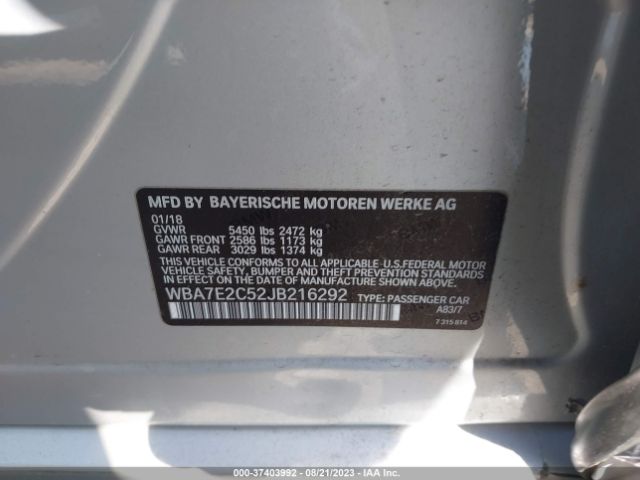 MFD BY BAYERISCHE MOTOREN WERKE AG
01/18
GVWR 5450 lbs 2472 kg
GAWR FRONT 2586 lbs 1173 kg
GAWR REAR 3029 lbs 1374 kg
THIS VEHICLE CONFORMS TO ALL APPLICABLE U.S.FEDERAL MOTOR
VEHICLE SAFETY, BUMPER AND THEFT PREVENTION STANDARDS
IN EFFECT ON THE DATE OF MANUFACTURE SHOWN ABOVE.
WBA7E2C52JB216292 TYPE: PASSENGER CAR
A83/7
7 315 814
000-37403992 - 08/21/2023 - IAA Inc.